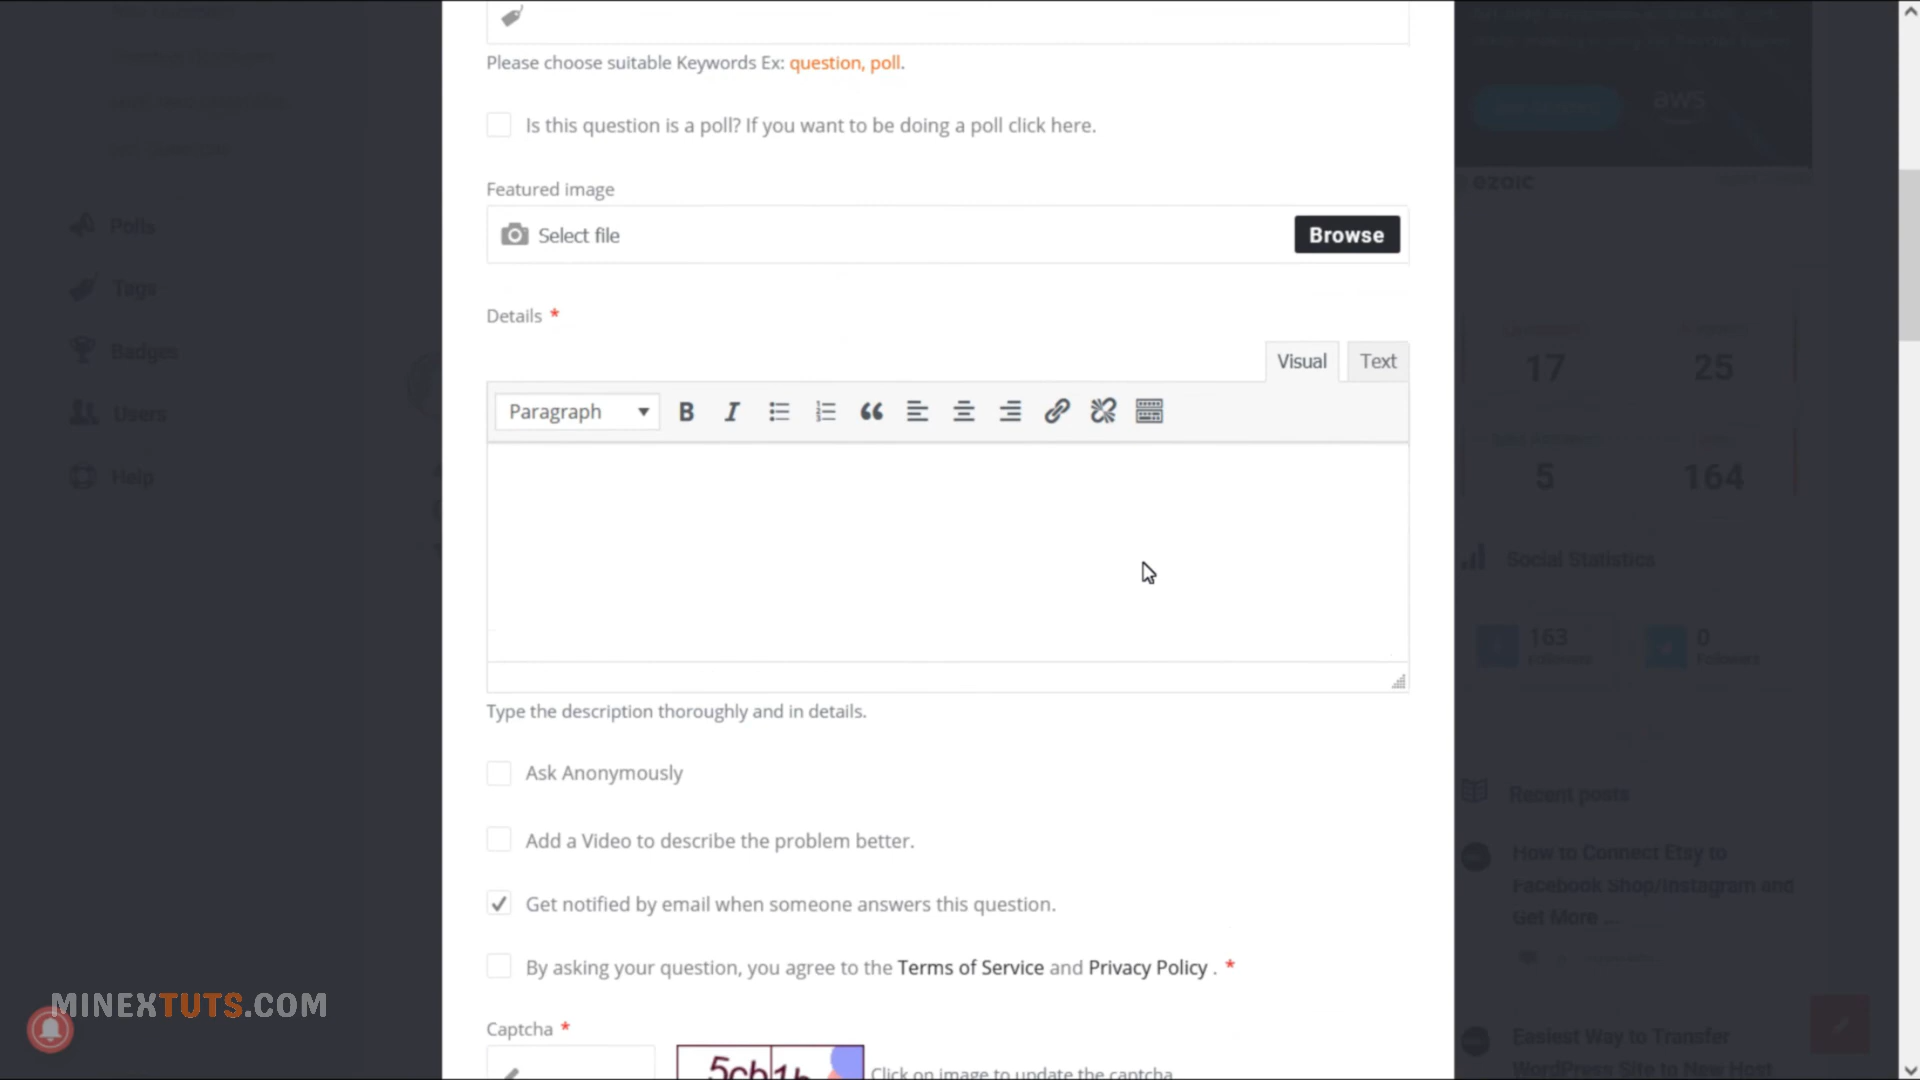 Please choose suitable Keywords Ex: question, poll.
Is this question is a poll? If you want to be doing a poll click here.
Featured image
Select file
Browse
Details *
Visual Text
Paragraph
Type the description thoroughly and in details.
Ask Anonymously
Add a Video to describe the problem better.
Get notified by email when someone answers this question.
By asking your question, you agree to the Terms of Service and Privacy Policy . *
Captcha *
Click on image to update the captcha
Polls
Tags
Badges
Users
Help
MINEXTUTS.COM
aws
ezoic
17 25
5 164
Social Statistics
163 0
Followers Followers
Recent posts
How to Connect Etsy to
Facebook Shop/Instagram and
Get More ...
Easiest Way to Transfer
WordPress Site to New Host